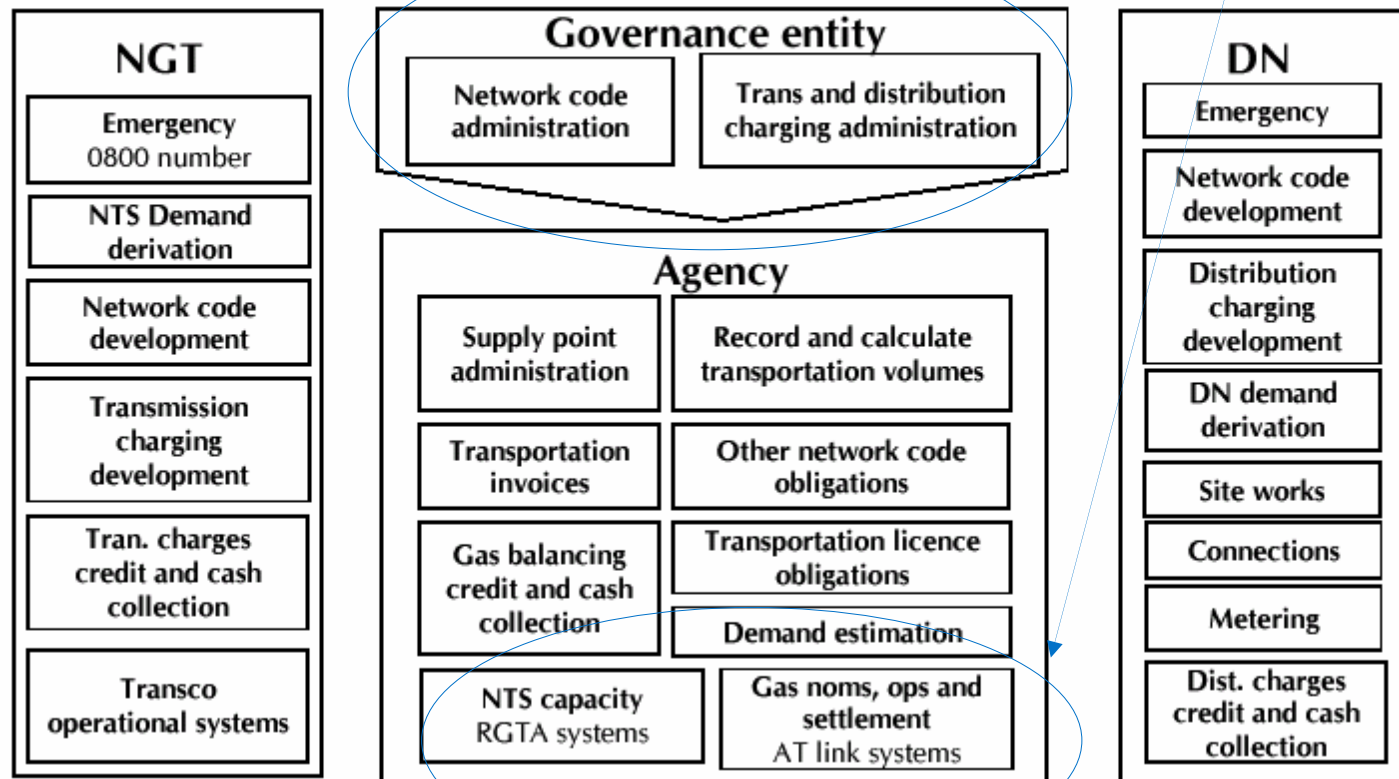 NGT
Emergency
0800 number
NTS Demand
derivation
Network code
development
Transmission
charging
development
Tran. charges
credit and cash
collection
Transco
operational systems
Governance entity
Network code
administration
Trans and distribution
charging administration
Agency
Supply point
administration
Record and calculate
transportation volumes
Transportation
invoices
Other network code
obligations
Gas balancing
credit and cash
collection
Transportation licence
obligations
Demand estimation
NTS capacity
RGTA systems
Gas noms, ops and
settlement
AT link systems
DN
Emergency
Network code
development
Distribution
charging
development
DN demand
derivation
Site works
Connections
Metering
Dist. charges
credit and cash
collection